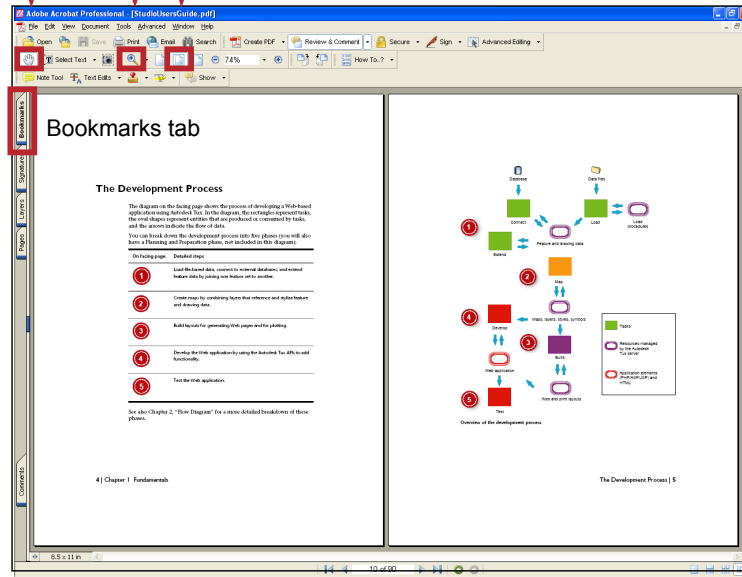 Adobe Acrobat Professional - [StudioUsersGuide.pdf]
File Edit View Document Tools Advanced Window Help
Open Save Print Email Search Create PDF Review & Comment Secure Sign Advanced Editing
Select Text 74% How To..?
Note Tool Text Edits Show
Bookmarks
Signatures
Layers
Pages
Comments
Bookmarks tab
The Development Process
The diagram on the facing page shows the process of developing a Web-based
application using Autodesk Tux. In the diagram, the rectangles represent tasks,
the oval shapes represent entities that are produced or consumed by tasks,
and the arrows indicate the flow of data.
You can break down the development process into five phases (you will also
have a Planning and Preparation phase, not included in this diagram):
On facing page Detailed steps
1 Load file-based data, connect to external databases, and extend
feature data by joining one feature set to another.
2 Create maps by combining layers that reference and stylize feature
and drawing data.
3 Build layouts for generating Web pages and for plotting.
4 Develop the Web application by using the Autodesk Tux APIs to add
functionality.
5 Test the Web application.
See also Chapter 2, "Flow Diagram" for a more detailed breakdown of these
phases.
4 | Chapter 1 Fundamentals
Database Data files
Connect Load Load
procedures
1
Extend Feature and drawing data
2
Map
4 Maps, layers, styles, symbols
Develop
3
Build
Web application
5
Test Web and print layouts
Tasks
Resources managed
by the Autodesk
Tux server
Application elements
(PHP/ASP/JSP) and
HTML
Overview of the development process
The Development Process | 5
8.5 x 11 in
10 of 90